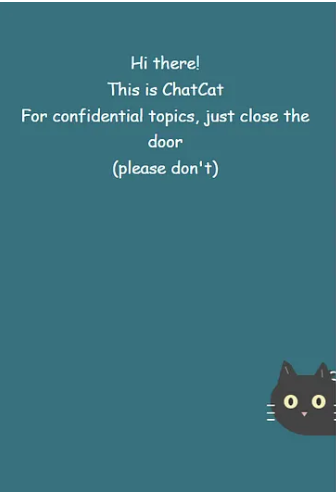 Hi there!
This is ChatCat
For confidential topics, just close the
door
(please don't)